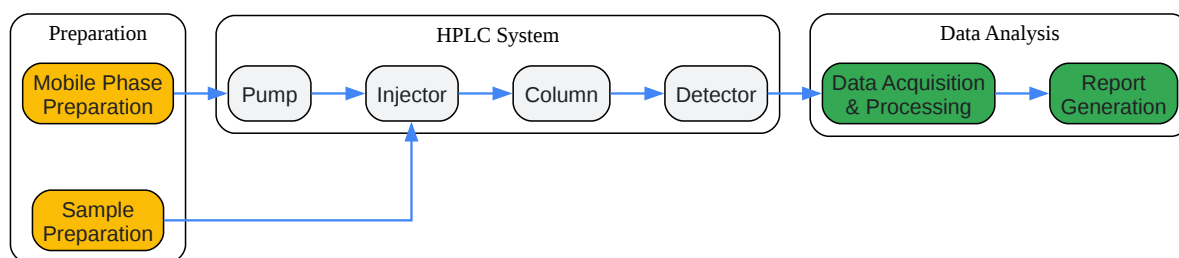 Preparation
Mobile Phase
Preparation
Sample
Preparation
HPLC System
Pump
Injector
Column
Detector
Data Analysis
Data Acquisition
& Processing
Report
Generation